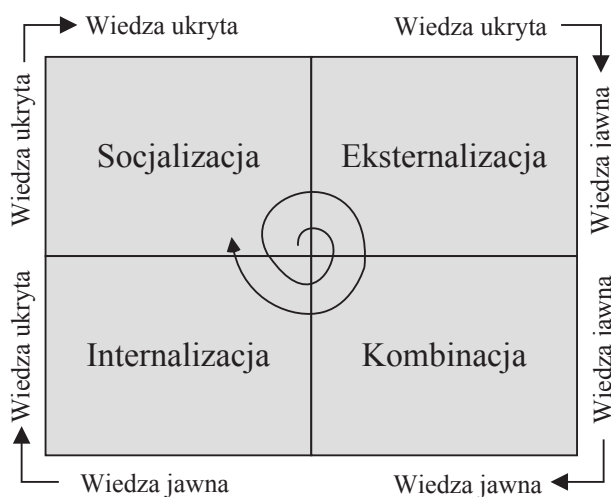 Wiedza ukryta
Wiedza ukryta
Wiedza ukryta
Wiedza jawna
Socjalizacja
Eksternalizacja
Wiedza ukryta
Wiedza jawna
Internalizacja
Kombinacja
Wiedza jawna
Wiedza jawna